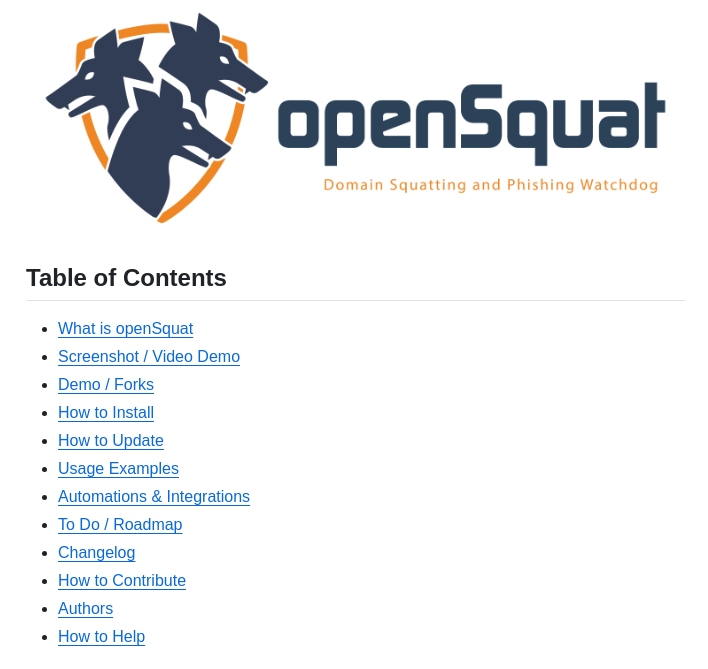 openSquat
Domain Squatting and Phishing Watchdog
Table of Contents
What is openSquat
Screenshot / Video Demo
Demo / Forks
How to Install
How to Update
Usage Examples
Automations & Integrations
To Do / Roadmap
Changelog
How to Contribute
Authors
How to Help